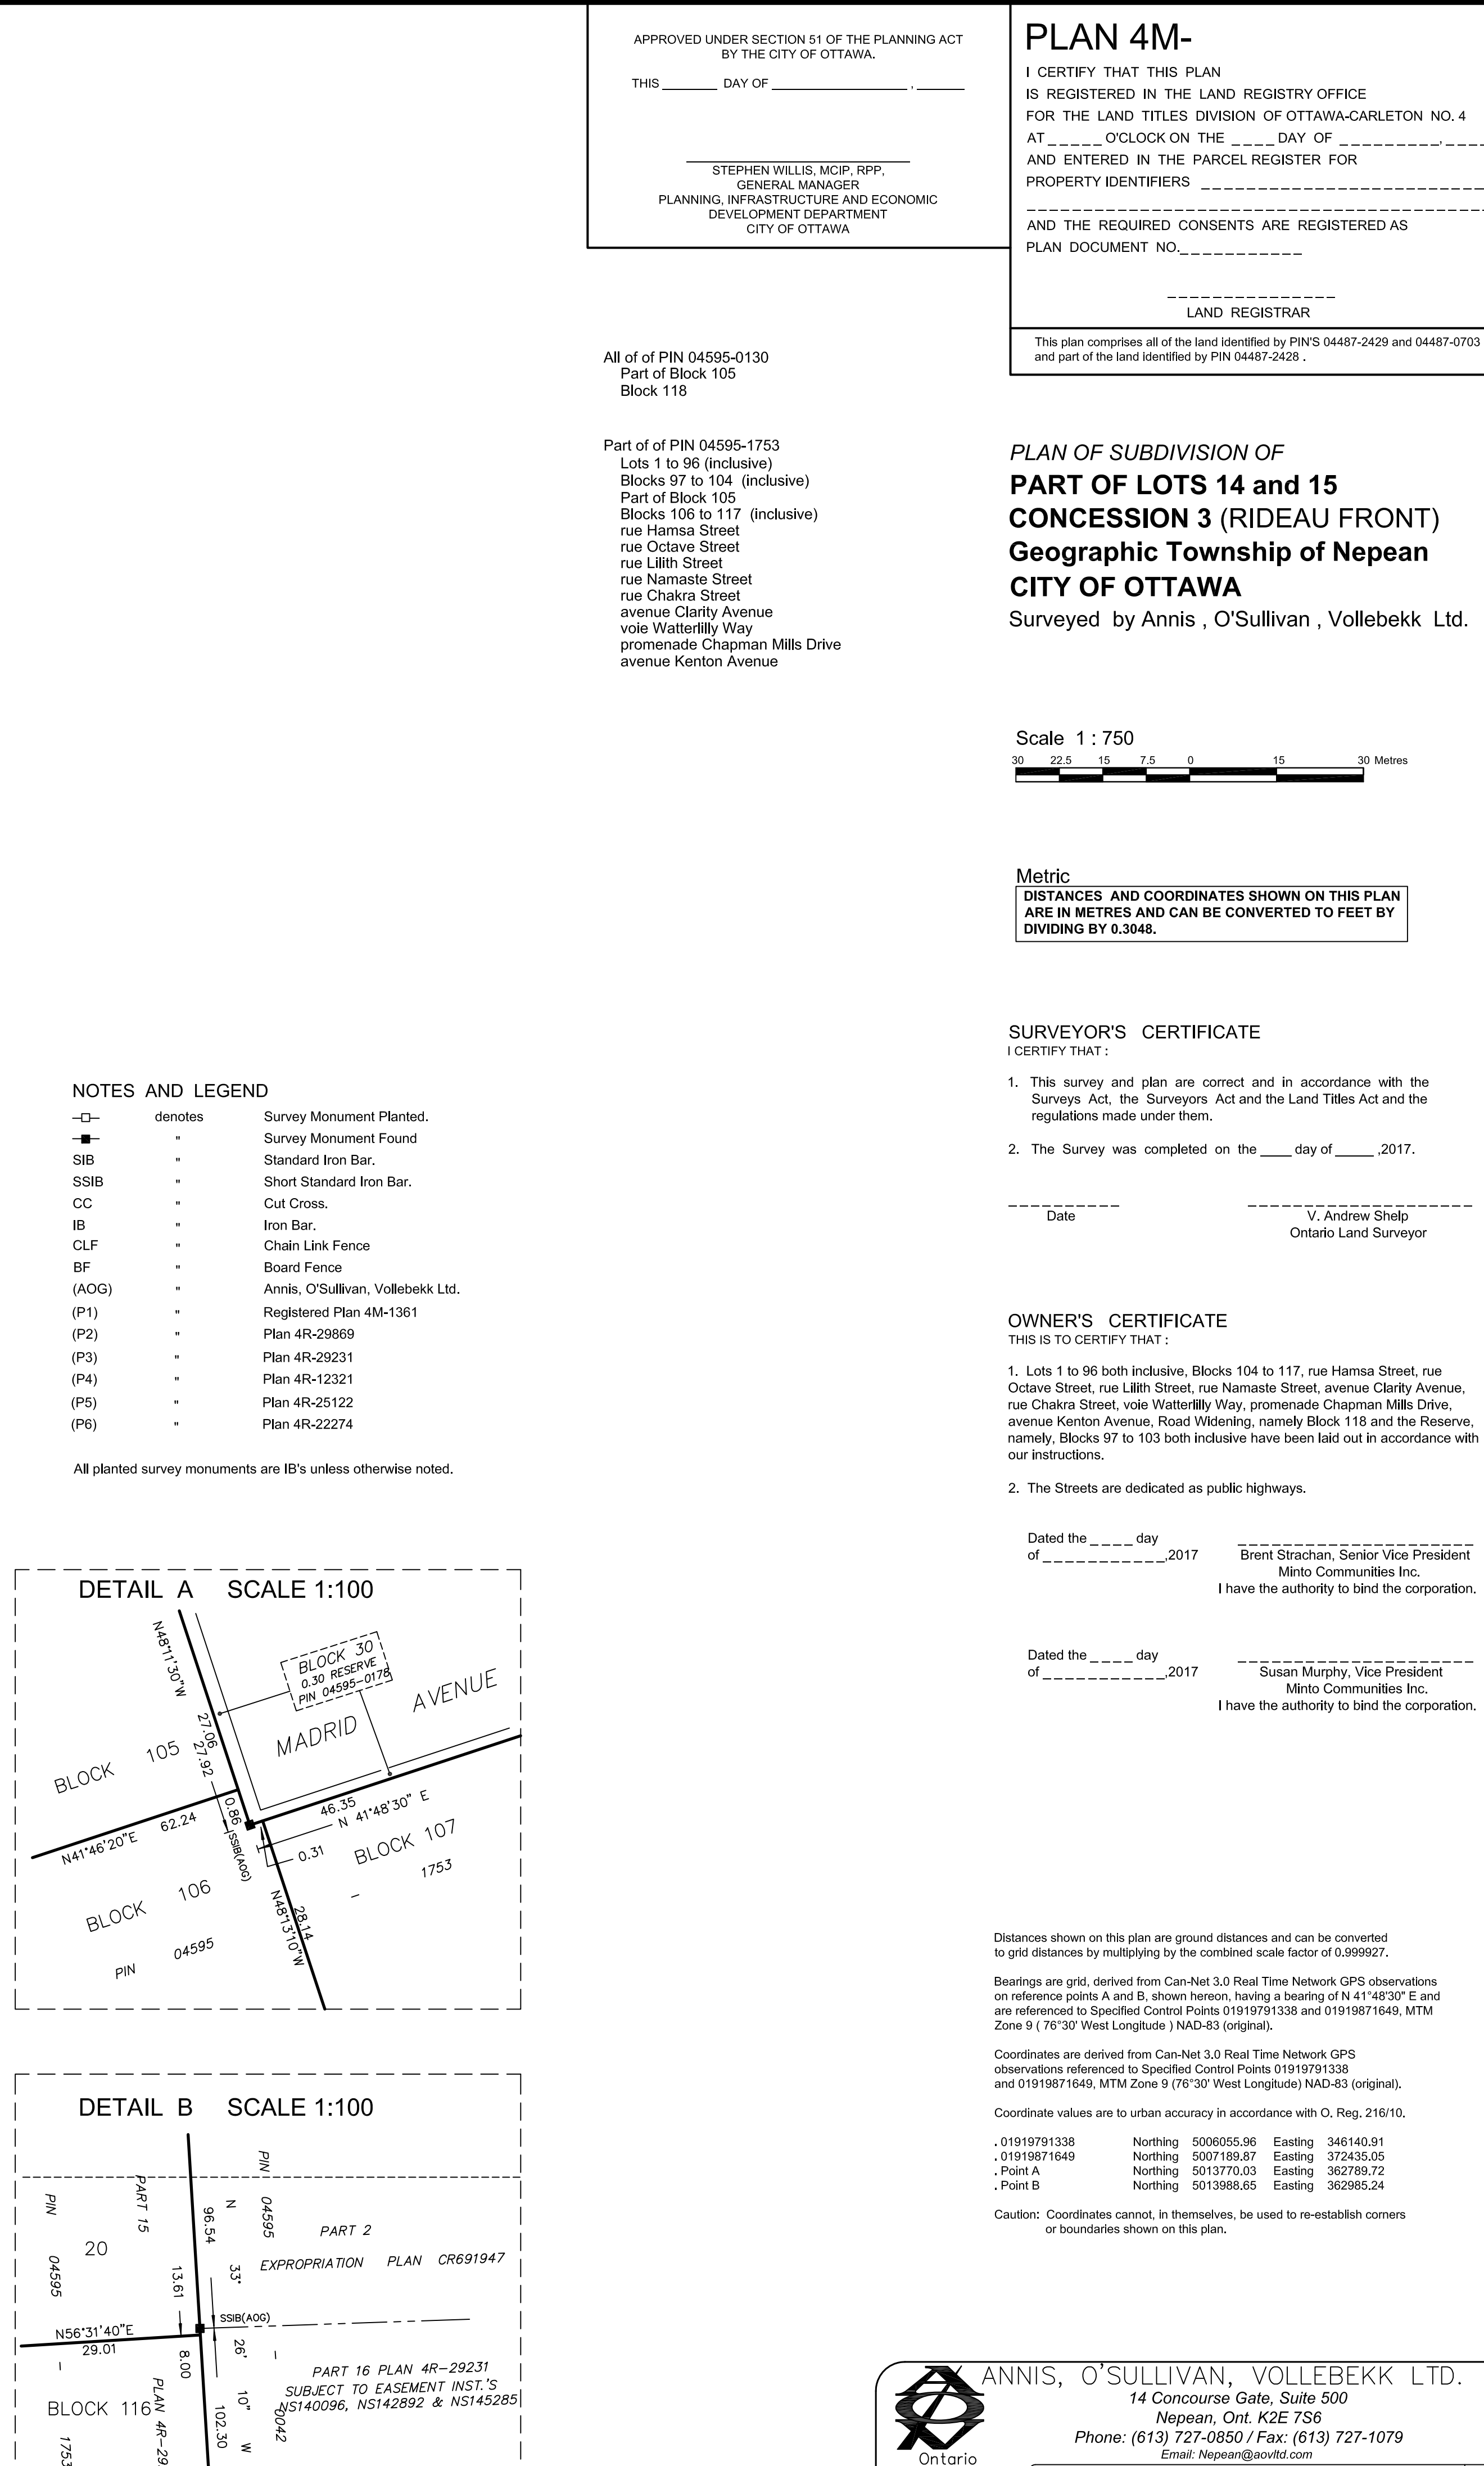 APPROVED UNDER SECTION 51 OF THE PLANNING ACT
BY THE CITY OF OTTAWA.
THIS ________ DAY OF ____________________ , _______
STEPHEN WILLIS, MCIP, RPP,
GENERAL MANAGER
PLANNING, INFRASTRUCTURE AND ECONOMIC
DEVELOPMENT DEPARTMENT
CITY OF OTTAWA
PLAN 4M-
I CERTIFY THAT THIS PLAN
IS REGISTERED IN THE LAND REGISTRY OFFICE
FOR THE LAND TITLES DIVISION OF OTTAWA-CARLETON NO. 4
AT _____ O'CLOCK ON THE ____ DAY OF _________, ____
AND ENTERED IN THE PARCEL REGISTER FOR
PROPERTY IDENTIFIERS _________________________
AND THE REQUIRED CONSENTS ARE REGISTERED AS
PLAN DOCUMENT NO.___________
LAND REGISTRAR
This plan comprises all of the land identified by PIN'S 04487-2429 and 04487-0703
and part of the land identified by PIN 04487-2428 .
All of of PIN 04595-0130
Part of Block 105
Block 118
Part of of PIN 04595-1753
Lots 1 to 96 (inclusive)
Blocks 97 to 104 (inclusive)
Part of Block 105
Blocks 106 to 117 (inclusive)
rue Hamsa Street
rue Octave Street
rue Lilith Street
rue Namaste Street
rue Chakra Street
avenue Clarity Avenue
voie Watterlilly Way
promenade Chapman Mills Drive
avenue Kenton Avenue
PLAN OF SUBDIVISION OF
PART OF LOTS 14 and 15
CONCESSION 3 (RIDEAU FRONT)
Geographic Township of Nepean
CITY OF OTTAWA
Surveyed by Annis , O'Sullivan , Vollebekk Ltd.
Scale 1 : 750
30 22.5 15 7.5 0 15 30 Metres
Metric
DISTANCES AND COORDINATES SHOWN ON THIS PLAN
ARE IN METRES AND CAN BE CONVERTED TO FEET BY
DIVIDING BY 0.3048.
SURVEYOR'S CERTIFICATE
I CERTIFY THAT :
1. This survey and plan are correct and in accordance with the
Surveys Act, the Surveyors Act and the Land Titles Act and the
regulations made under them.
2. The Survey was completed on the ____ day of _____ ,2017.
Date
V. Andrew Shelp
Ontario Land Surveyor
NOTES AND LEGEND
denotes Survey Monument Planted.
" Survey Monument Found
SIB " Standard Iron Bar.
SSIB " Short Standard Iron Bar.
CC " Cut Cross.
IB " Iron Bar.
CLF " Chain Link Fence
BF " Board Fence
(AOG) " Annis, O'Sullivan, Vollebekk Ltd.
(P1) " Registered Plan 4M-1361
(P2) " Plan 4R-29869
(P3) " Plan 4R-29231
(P4) " Plan 4R-12321
(P5) " Plan 4R-25122
(P6) " Plan 4R-22274
All planted survey monuments are IB's unless otherwise noted.
OWNER'S CERTIFICATE
THIS IS TO CERTIFY THAT :
1. Lots 1 to 96 both inclusive, Blocks 104 to 117, rue Hamsa Street, rue
Octave Street, rue Lilith Street, rue Namaste Street, avenue Clarity Avenue,
rue Chakra Street, voie Watterlilly Way, promenade Chapman Mills Drive,
avenue Kenton Avenue, Road Widening, namely Block 118 and the Reserve,
namely, Blocks 97 to 103 both inclusive have been laid out in accordance with
our instructions.
2. The Streets are dedicated as public highways.
Dated the ____ day
of ___________,2017
Brent Strachan, Senior Vice President
Minto Communities Inc.
I have the authority to bind the corporation.
Dated the ____ day
of ___________,2017
Susan Murphy, Vice President
Minto Communities Inc.
I have the authority to bind the corporation.
DETAIL A SCALE 1:100
N48°11'30"W
BLOCK 30
0.30 RESERVE
PIN 04595-0178
MADRID AVENUE
27.06
27.92
BLOCK 105
0.86
62.24
N41°46'20"E
SSIB(AOG)
46.35
N 41°48'30" E
0.31
BLOCK 107
1753
–
BLOCK 106
N48°13'10"W
28.14
PIN 04595
Distances shown on this plan are ground distances and can be converted
to grid distances by multiplying by the combined scale factor of 0.999927.
Bearings are grid, derived from Can-Net 3.0 Real Time Network GPS observations
on reference points A and B, shown hereon, having a bearing of N 41°48'30" E and
are referenced to Specified Control Points 01919791338 and 01919871649, MTM
Zone 9 ( 76°30' West Longitude ) NAD-83 (original).
Coordinates are derived from Can-Net 3.0 Real Time Network GPS
observations referenced to Specified Control Points 01919791338
and 01919871649, MTM Zone 9 (76°30' West Longitude) NAD-83 (original).
Coordinate values are to urban accuracy in accordance with O. Reg. 216/10.
. 01919791338 Northing 5006055.96 Easting 346140.91
. 01919871649 Northing 5007189.87 Easting 372435.05
. Point A Northing 5013770.03 Easting 362789.72
. Point B Northing 5013988.65 Easting 362985.24
Caution: Coordinates cannot, in themselves, be used to re-establish corners
or boundaries shown on this plan.
DETAIL B SCALE 1:100
PIN 04595 – 1753
PART 15 PLAN 4R-29
20
96.54
13.61
N 33° 26' 10" W
PIN 04595 – 0042
PART 2
EXPROPRIATION PLAN CR691947
SSIB(AOG)
N56°31'40"E
29.01
8.00
102.30
PART 16 PLAN 4R-29231
SUBJECT TO EASEMENT INST.'S
NS140096, NS142892 & NS145285
BLOCK 116
ANNIS, O'SULLIVAN, VOLLEBEKK LTD.
14 Concourse Gate, Suite 500
Nepean, Ont. K2E 7S6
Phone: (613) 727-0850 / Fax: (613) 727-1079
Email: Nepean@aovltd.com
Ontario